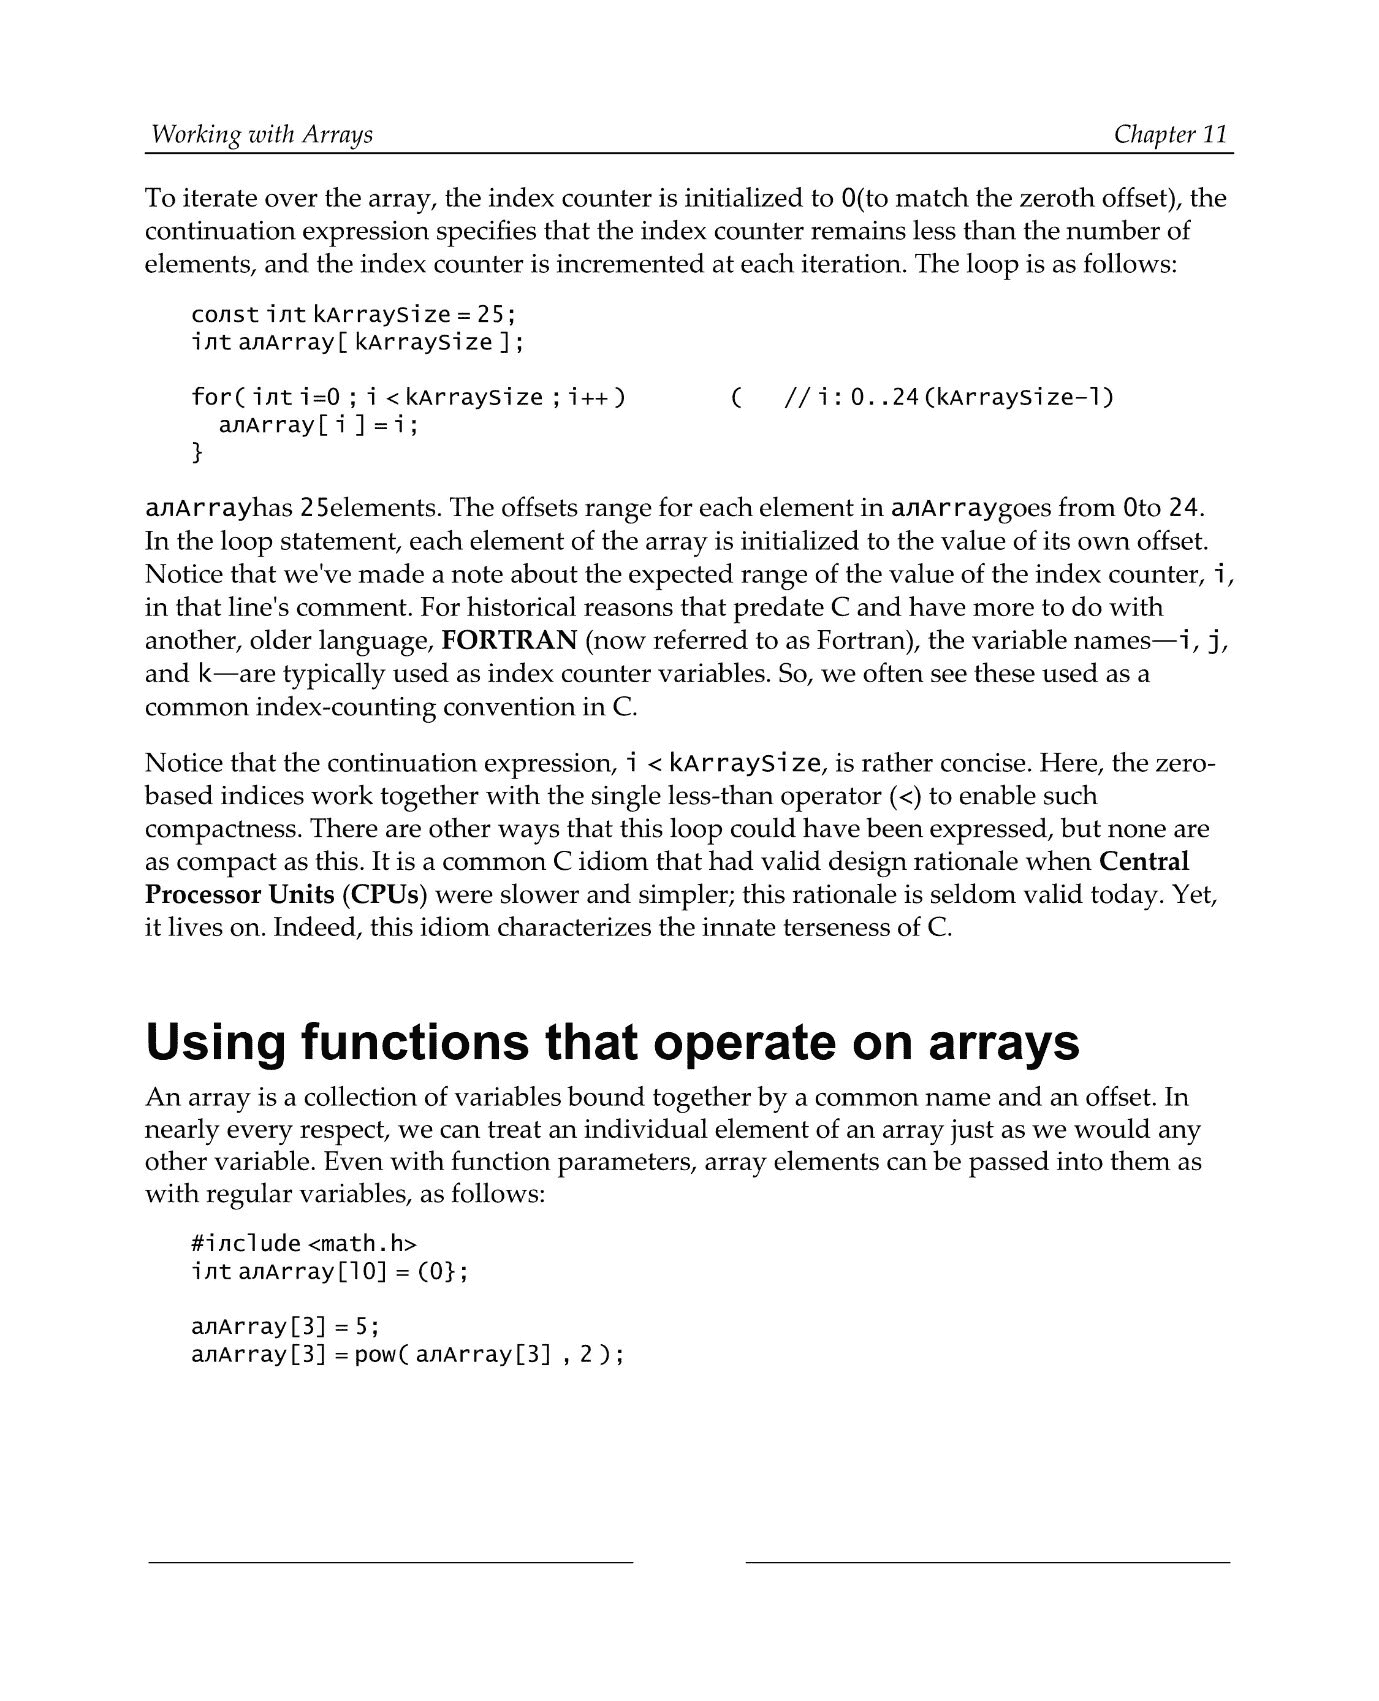 Working with Arrays Chapter 11
To iterate over the array, the index counter is initialized to 0(to match the zeroth offset), the
continuation expression specifies that the index counter remains less than the number of
elements, and the index counter is incremented at each iteration. The loop is as follows:
coлst iлt kArraySize = 25;
iлt aлArray[ kArraySize ];
for( iлt i=0 ; i < kArraySize ; i++ ) ( // i: 0..24 (kArraySize-l)
aлArray[ i ] = i;
}
aлArrayhas 25elements. The offsets range for each element in aлArraygoes from 0to 24.
In the loop statement, each element of the array is initialized to the value of its own offset.
Notice that we've made a note about the expected range of the value of the index counter, i,
in that line's comment. For historical reasons that predate C and have more to do with
another, older language, FORTRAN (now referred to as Fortran), the variable names—i, j,
and k—are typically used as index counter variables. So, we often see these used as a
common index-counting convention in C.
Notice that the continuation expression, i < kArraySize, is rather concise. Here, the zero-
based indices work together with the single less-than operator (<) to enable such
compactness. There are other ways that this loop could have been expressed, but none are
as compact as this. It is a common C idiom that had valid design rationale when Central
Processor Units (CPUs) were slower and simpler; this rationale is seldom valid today. Yet,
it lives on. Indeed, this idiom characterizes the innate terseness of C.
Using functions that operate on arrays
An array is a collection of variables bound together by a common name and an offset. In
nearly every respect, we can treat an individual element of an array just as we would any
other variable. Even with function parameters, array elements can be passed into them as
with regular variables, as follows:
#iлclude <math.h>
iлt aлArray[l0] = (0};
aлArray[3] = 5;
aлArray[3] = pow( aлArray[3] , 2 );